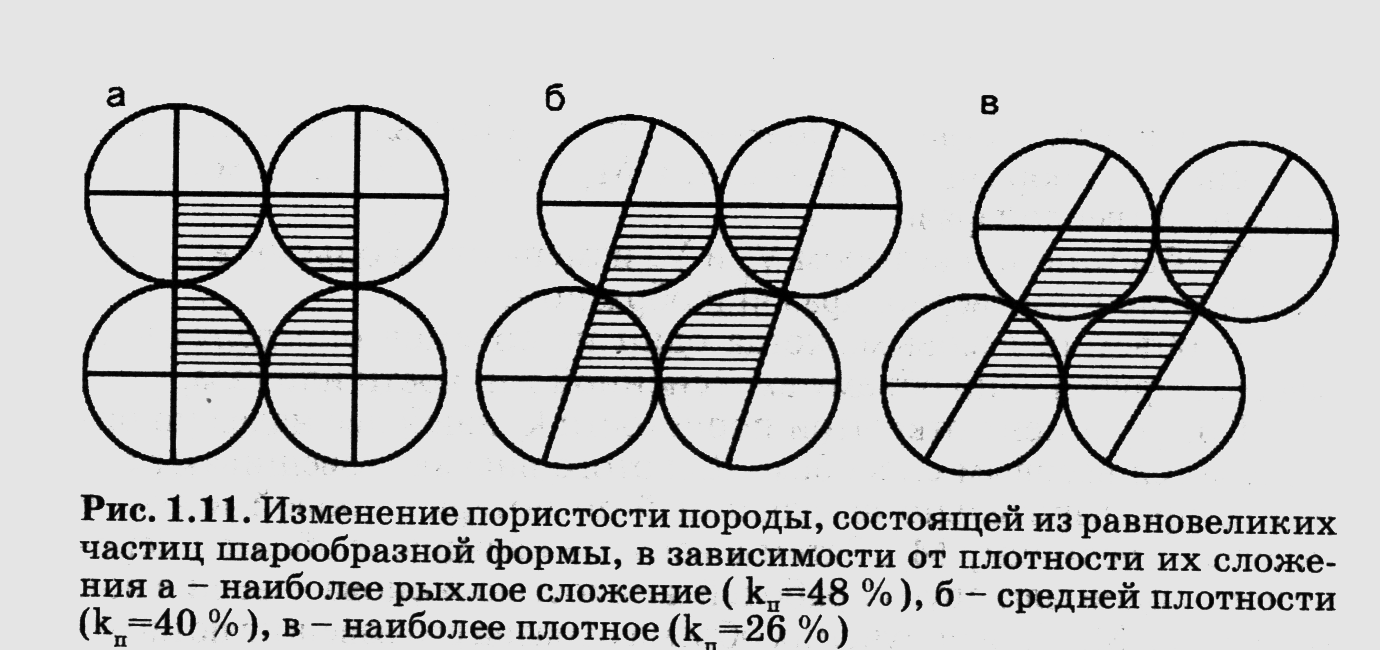 а б в
Рис. 1.11. Изменение пористости породы, состоящей из равновеликих
частиц шарообразной формы, в зависимости от плотности их сложе-
ния а – наиболее рыхлое сложение ( kп=48 %), б – средней плотности
(kп=40 %), в – наиболее плотное (kп=26 %)